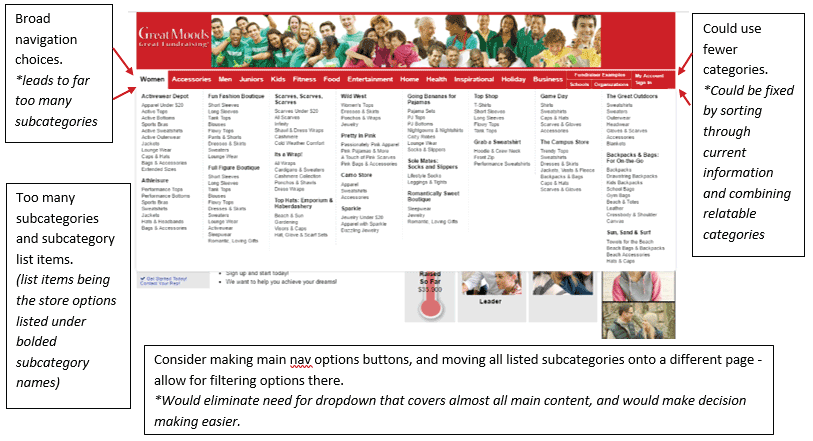 Broad
navigation
choices.
*leads to far
too many
subcategories
Too many
subcategories
and subcategory
list items.
(list items being
the store options
listed under
bolded
subcategory
names)
GreatMoods
Great Fundraising
Women Accessories Men Juniors Kids Fitness Food Entertainment Home Health Inspirational Holiday Business
Fundraiser Examples
Schools Organizations
My Account
Sign In
Activewear Depot
Apparel Under $20
Active Tops
Active Bottoms
Sports Bras
Active Sweatshirts
Active Outerwear
Jackets
Lounge Wear
Caps & Hats
Bags & Accessories
Extended Sizes
Athleisure
Performance Tops
Performance Bottoms
Sports Bras
Sweatshirts
Jackets
Hats & Headbands
Bags & Accessories
Fun Fashion Boutique
Short Sleeves
Long Sleeves
Tank Tops
Blouses
Flowy Tops
Pants & Shorts
Dresses & Skirts
Sweaters
Lounge Wear
Full Figure Boutique
Short Sleeves
Long Sleeves
Tank Tops
Blouses
Flowy Tops
Dresses & Skirts
Sweaters
Lounge Wear
Activewear
Sleepwear
Romantic, Loving Gifts
Scarves, Scarves,
Scarves
Scarves Under $20
All Scarves
Infinity
Shawl & Dress Wraps
Cashmere
Cold Weather Comfort
Its a Wrap!
All Wraps
Cardigans & Sweaters
Cashmere Collection
Ponchos & Shawls
Dress Wraps
Top Hats: Emporium &
Haberdashery
Beach & Sun
Gardening
Visors & Caps
Hat, Glove & Scarf Sets
Wild West
Women's Tops
Dresses & Skirts
Ponchos & Wraps
Jewelry
Pretty in Pink
Passionately Pink Apparel
Pink Pajamas & More
A Touch of Pink Scarves
Pink Bags & Accessories
Camo Store
Apparel
Sweatshirts
Accessories
Sparkle
Jewelry Under $20
Apparel with Sparkle
Dazzling Jewelry
Going Bananas for
Pajamas
Pajama Sets
PJ Tops
PJ Bottoms
Nightgowns & Nightshirts
Cozy Robes
Lounge Wear
Socks & Slippers
Sole Mates:
Socks and Slippers
Lifestyle Socks
Leggings & Tights
Romantically Sweet
Boutique
Sleepwear
Jewelry
Romantic, Loving Gifts
Top Shop
T-Shirts
Short Sleeves
Long Sleeves
Flowy Tops
Tank Tops
Grab a Sweatshirt
Hoodie & Crew Neck
Front Zip
Performance Sweatshirts
Game Day
Shirts
Sweatshirts
Caps & Hats
Scarves & Gloves
Accessories
The Campus Store
Trendy Tops
Sweatshirts
Dresses & Skirts
Jackets, Vests & Fleece
Backpacks & Bags
Caps & Hats
Scarves & Gloves
The Great Outdoors
Sweatshirts
Sweaters
Outerwear
Headwear
Gloves & Scarves
Accessories
Blankets
Backpacks & Bags:
For On-the-Go
Backpacks
Drawstring Backpacks
Kids Backpacks
School Bags
Gym Bags
Beach & Totes
Leather
Crossbody & Shoulder
Canvas
Sun, Sand & Surf
Towels for the Beach
Beach Bags & Backpacks
Beach Accessories
Hats & Caps
Get Started Today!
Contact Your Rep!
Sign up and start today!
We want to help you achieve your dreams!
Raised
So Far
$35,000
Leader
Could use
fewer
categories.
*Could be fixed
by sorting
through
current
information
and combining
relatable
categories
Consider making main nav options buttons, and moving all listed subcategories onto a different page -
allow for filtering options there.
*Would eliminate need for dropdown that covers almost all main content, and would make decision
making easier.